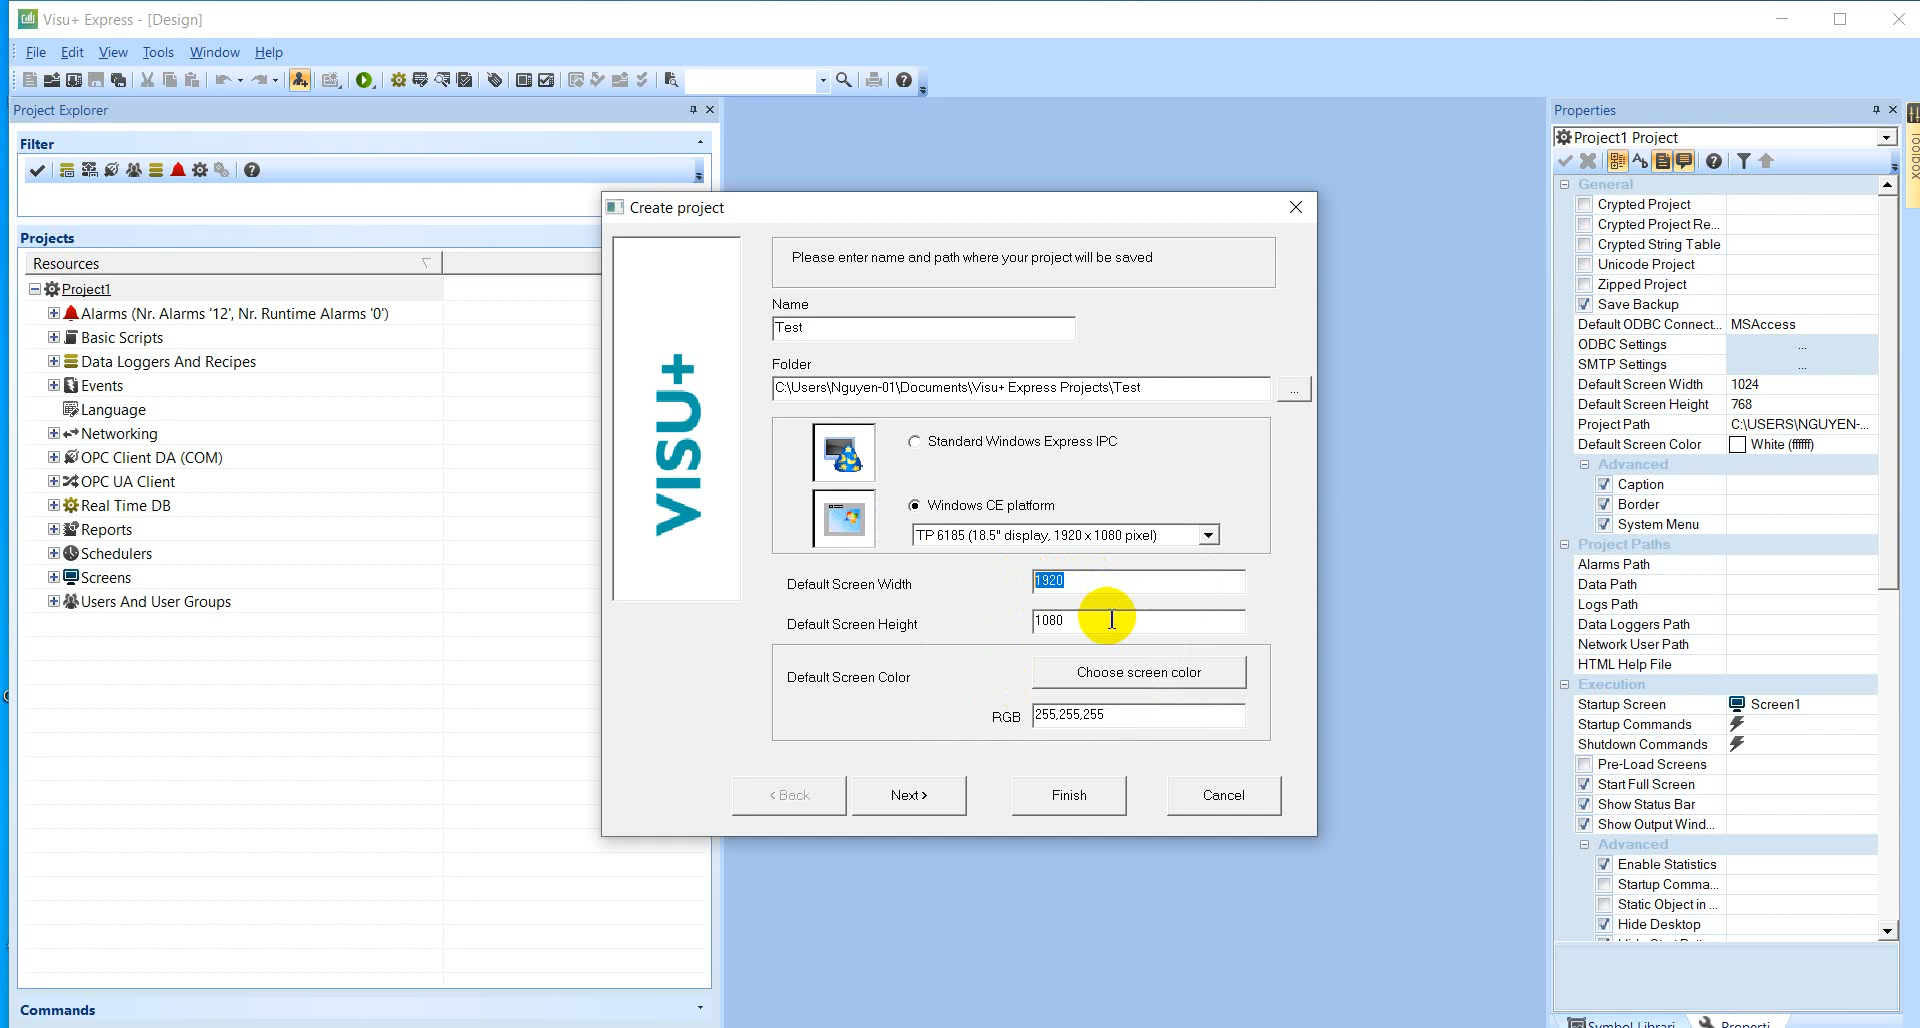 Visu+ Express - [Design]
File Edit View Tools Window Help
Project Explorer
Filter
Projects
Resources
Project1
Alarms (Nr. Alarms '12', Nr. Runtime Alarms '0')
Basic Scripts
Data Loggers And Recipes
Events
Language
Networking
OPC Client DA (COM)
OPC UA Client
Real Time DB
Reports
Schedulers
Screens
Users And User Groups
Commands
Create project
VISU+
Please enter name and path where your project will be saved
Name
Test
Folder
C:\Users\Nguyen-01\Documents\Visu+ Express Projects\Test
...
Standard Windows Express IPC
Windows CE platform
TP 6185 (18.5" display, 1920 x 1080 pixel)
Default Screen Width 1920
Default Screen Height 1080
Default Screen Color Choose screen color
RGB 255,255,255
< Back Next > Finish Cancel
Properties
Project1 Project
General
Crypted Project
Crypted Project Re...
Crypted String Table
Unicode Project
Zipped Project
Save Backup
Default ODBC Connect... MSAccess
ODBC Settings ...
SMTP Settings ...
Default Screen Width 1024
Default Screen Height 768
Project Path C:\USERS\NGUYEN-...
Default Screen Color White (ffffff)
Advanced
Caption
Border
System Menu
Project Paths
Alarms Path
Data Path
Logs Path
Data Loggers Path
Network User Path
HTML Help File
Execution
Startup Screen Screen1
Startup Commands
Shutdown Commands
Pre-Load Screens
Start Full Screen
Show Status Bar
Show Output Wind...
Advanced
Enable Statistics
Startup Comma...
Static Object in ...
Hide Desktop
Symbol Librari
Properti
Toolbox